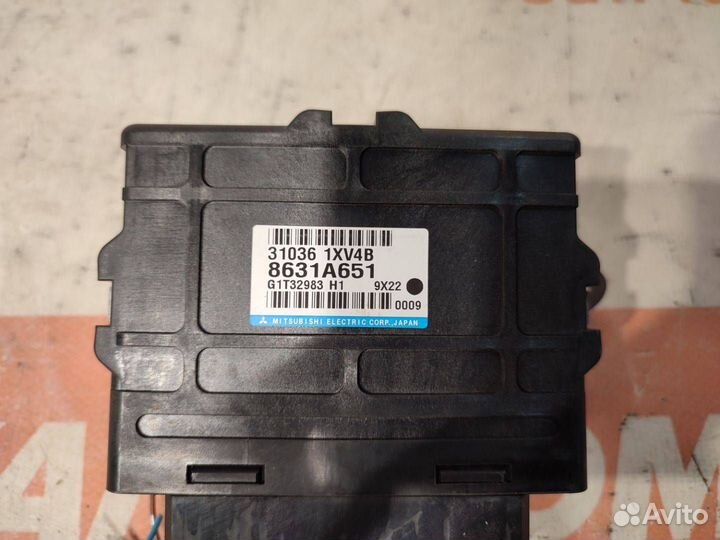 31036 1XV4B
8631A651
G1T32983 H1 9X22
0009
MITSUBISHI ELECTRIC CORP., JAPAN
Avito